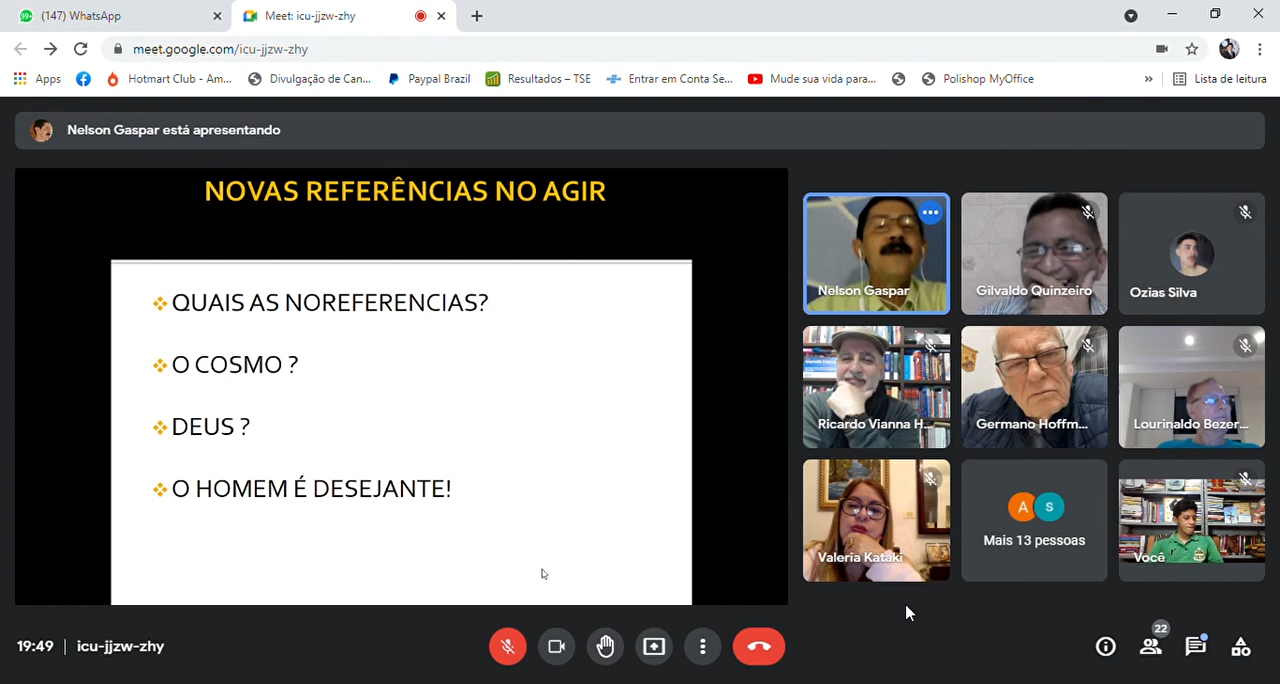 99+ (147) WhatsApp
Meet: icu-jjzw-zhy
meet.google.com/icu-jjzw-zhy
Apps
Hotmart Club - Am...
Divulgação de Can...
Paypal Brazil
Resultados – TSE
Entrar em Conta Se...
Mude sua vida para...
Polishop MyOffice
»
Lista de leitura
Nelson Gaspar está apresentando
NOVAS REFERÊNCIAS NO AGIR
QUAIS AS NOREFERENCIAS?
O COSMO ?
DEUS ?
O HOMEM É DESEJANTE!
Nelson Gaspar
Gilvaldo Quinzeiro
Ozias Silva
Ricardo Vianna H...
Germano Hoffm...
Lourinaldo Bezer...
Valeria Kataki
A S
Mais 13 pessoas
Você
19:49 | icu-jjzw-zhy
22